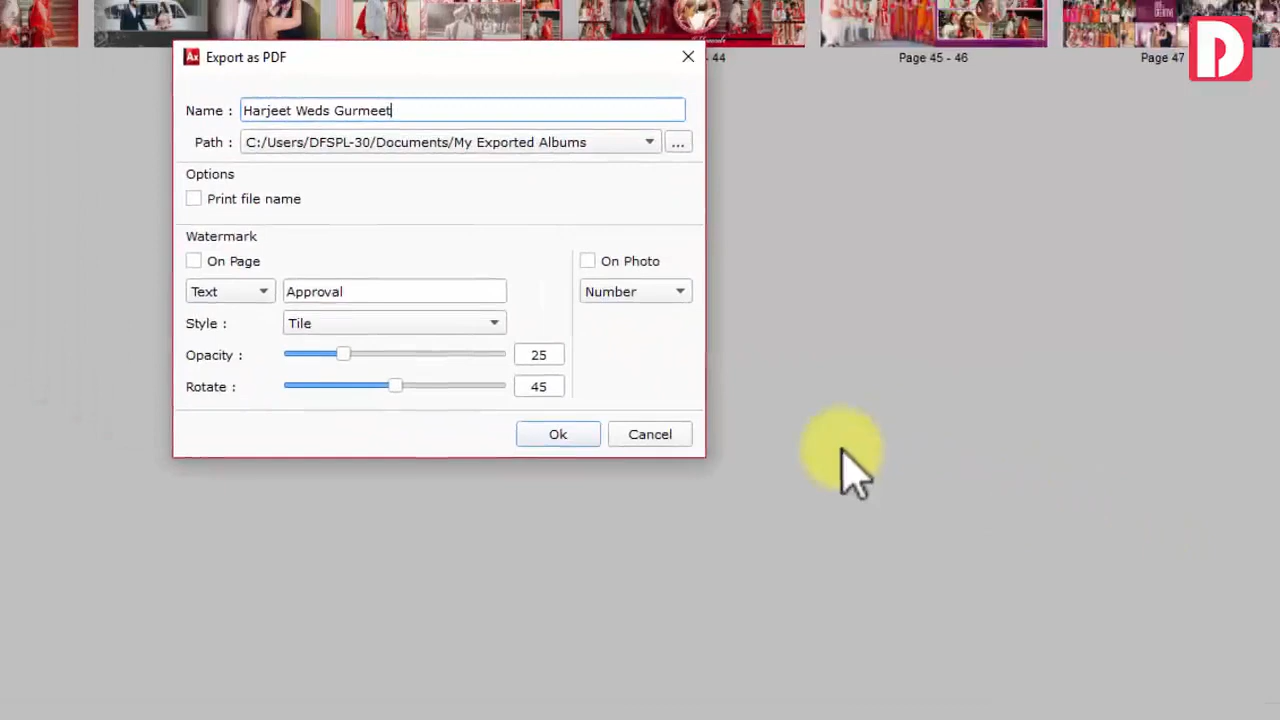 - 44
Page 45 - 46
Page 47
Ax Export as PDF
Name : Harjeet Weds Gurmeet
Path : C:/Users/DFSPL-30/Documents/My Exported Albums ...
Options
Print file name
Watermark
On Page
On Photo
Text Approval
Number
Style : Tile
Opacity : 25
Rotate : 45
Ok Cancel